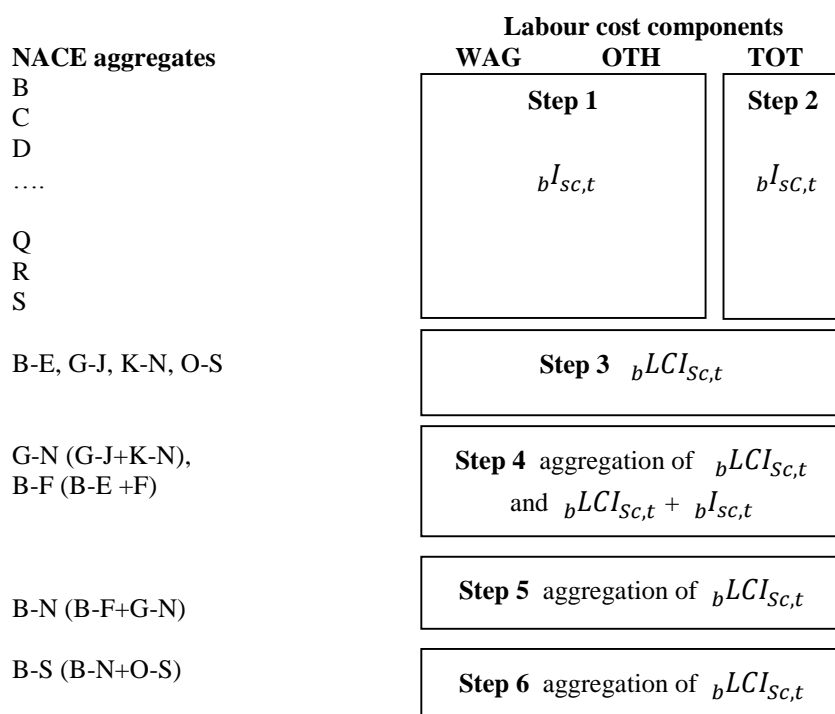 Labour cost components
NACE aggregates WAG OTH TOT
B
C
D
….
Q
R
S
Step 1 Step 2
bIsc,t bIsC,t
B-E, G-J, K-N, O-S Step 3 bLCISc,t
G-N (G-J+K-N), Step 4 aggregation of bLCISc,t
B-F (B-E +F) and bLCISc,t + bIsc,t
B-N (B-F+G-N) Step 5 aggregation of bLCISc,t
B-S (B-N+O-S) Step 6 aggregation of bLCISc,t